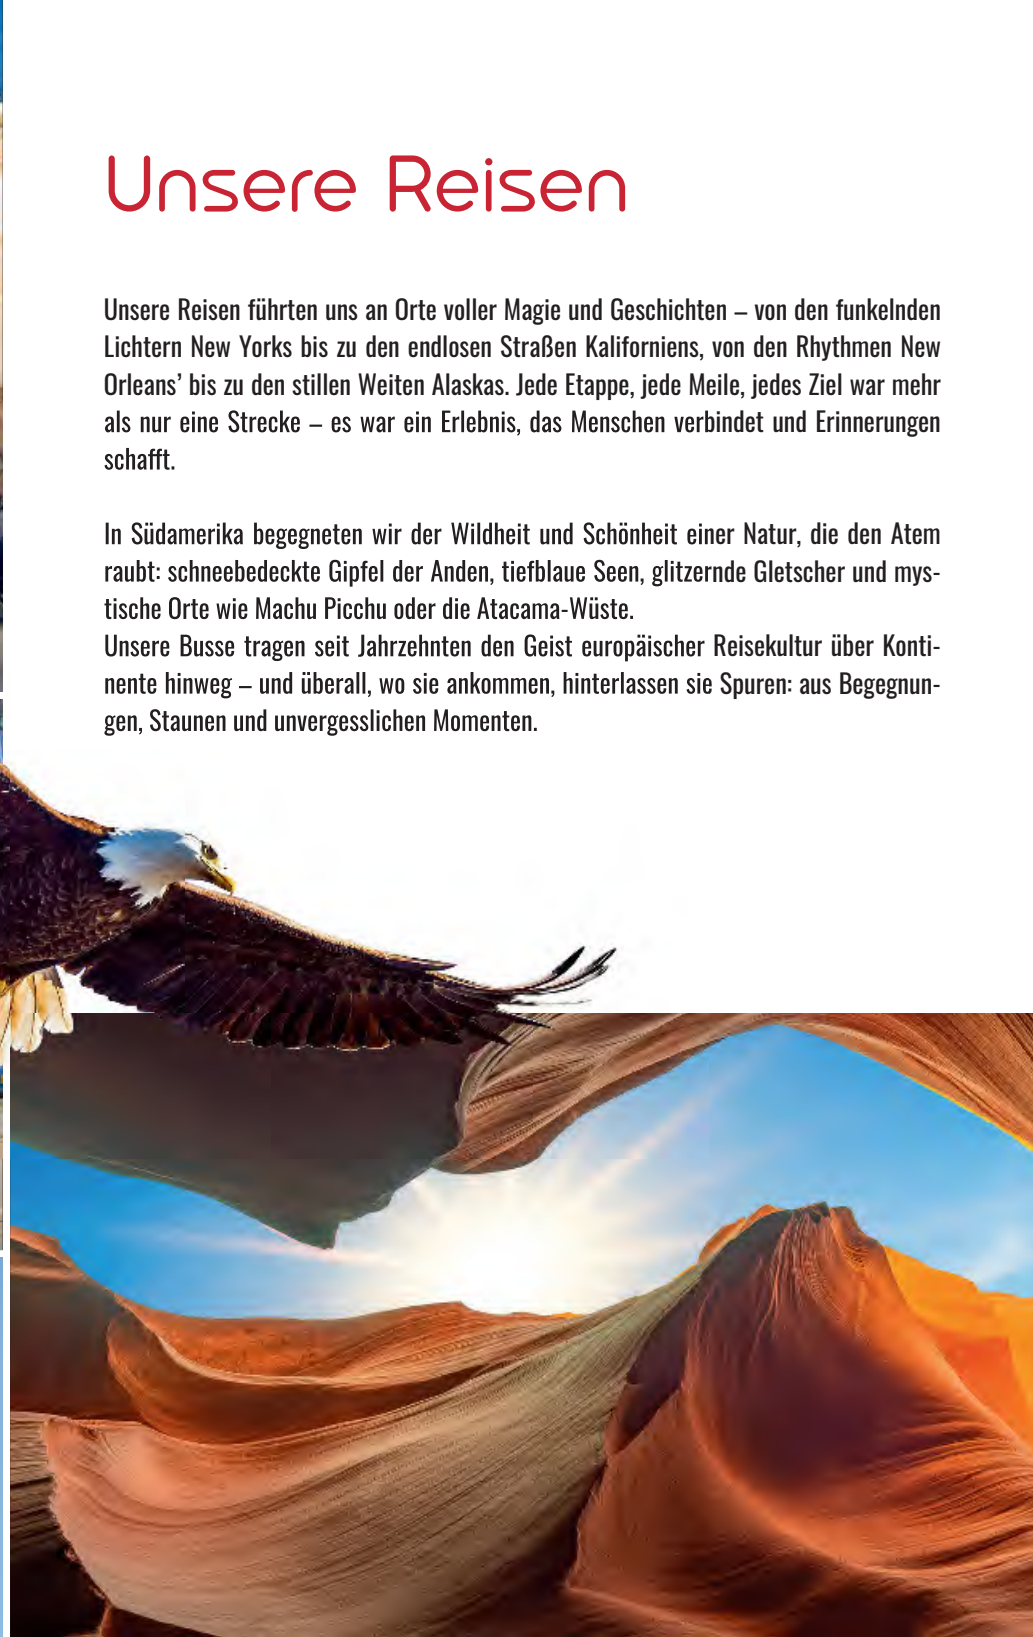 Unsere Reisen
Unsere Reisen führten uns an Orte voller Magie und Geschichten – von den funkelnden
Lichtern New Yorks bis zu den endlosen Straßen Kaliforniens, von den Rhythmen New
Orleans’ bis zu den stillen Weiten Alaskas. Jede Etappe, jede Meile, jedes Ziel war mehr
als nur eine Strecke – es war ein Erlebnis, das Menschen verbindet und Erinnerungen
schafft.
In Südamerika begegneten wir der Wildheit und Schönheit einer Natur, die den Atem
raubt: schneebedeckte Gipfel der Anden, tiefblaue Seen, glitzernde Gletscher und mys-
tische Orte wie Machu Picchu oder die Atacama-Wüste.
Unsere Busse tragen seit Jahrzehnten den Geist europäischer Reisekultur über Konti-
nente hinweg – und überall, wo sie ankommen, hinterlassen sie Spuren: aus Begegnun-
gen, Staunen und unvergesslichen Momenten.